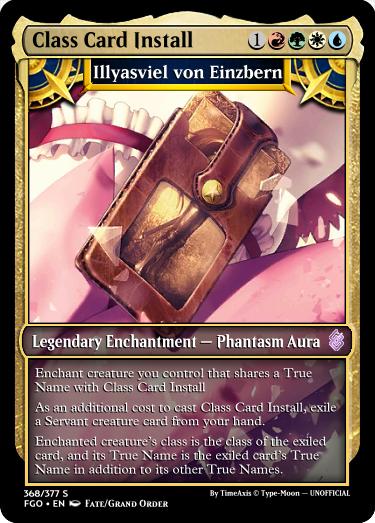 Class Card Install 1
Illyasviel von Einzbern
Legendary Enchantment — Phantasm Aura
Enchant creature you control that shares a True
Name with Class Card Install
As an additional cost to cast Class Card Install, exile
a Servant creature card from your hand.
Enchanted creature's class is the class of the exiled
card, and its True Name is the exiled card's True
Name in addition to its other True Names.
368/377 S
FGO • EN Fate/Grand Order
By TimeAxis © Type-Moon — UNOFFICIAL